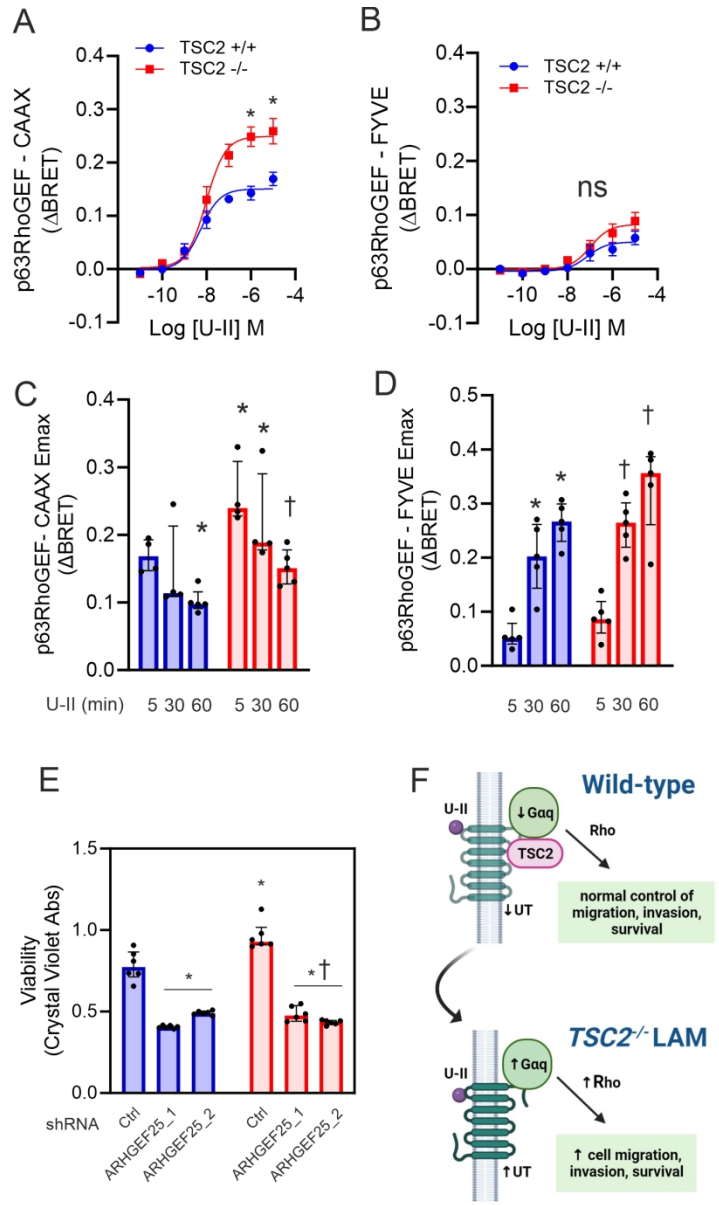 A
TSC2 +/+
TSC2 -/-
p63RhoGEF - CAAX
(ΔBRET)
0.4
0.3
0.2
0.1
0.0
-0.1
* *
-10 -8 -6 -4
Log [U-II] M
B
TSC2 +/+
TSC2 -/-
p63RhoGEF - FYVE
(ΔBRET)
0.4
0.3
0.2
0.1
0.0
-0.1
ns
-10 -8 -6 -4
Log [U-II] M
C
p63RhoGEF- CAAX Emax
(ΔBRET)
0.4
0.3
0.2
0.1
0.0
* * * †
U-II (min) 5 30 60 5 30 60
D
p63RhoGEF - FYVE Emax
(ΔBRET)
0.5
0.4
0.3
0.2
0.1
0.0
* * † †
5 30 60 5 30 60
E
Viability
(Crystal Violet Abs)
1.5
1.0
0.5
0.0
* * *†
shRNA
Ctrl
ARHGEF25_1
ARHGEF25_2
Ctrl
ARHGEF25_1
ARHGEF25_2
F
Wild-type
U-II
↓Gαq
TSC2
Rho
↓UT
normal control of
migration, invasion,
survival
TSC2-/- LAM
U-II
↑Gαq
↑Rho
↑UT
↑ cell migration,
invasion, survival